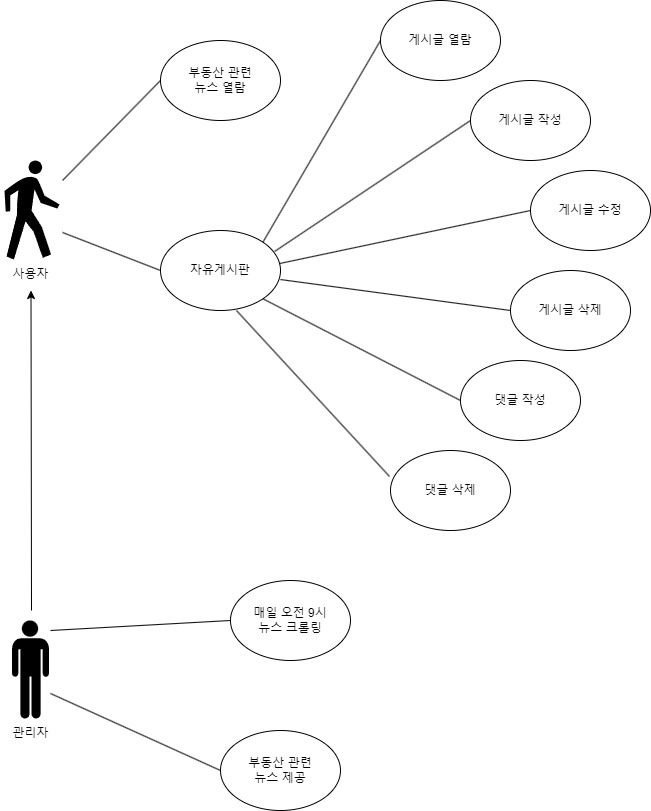 게시글 열람
부동산 관련
뉴스 열람
게시글 작성
게시글 수정
사용자
자유게시판
게시글 삭제
댓글 작성
댓글 삭제
매일 오전 9시
뉴스 크롤링
관리자
부동산 관련
뉴스 제공